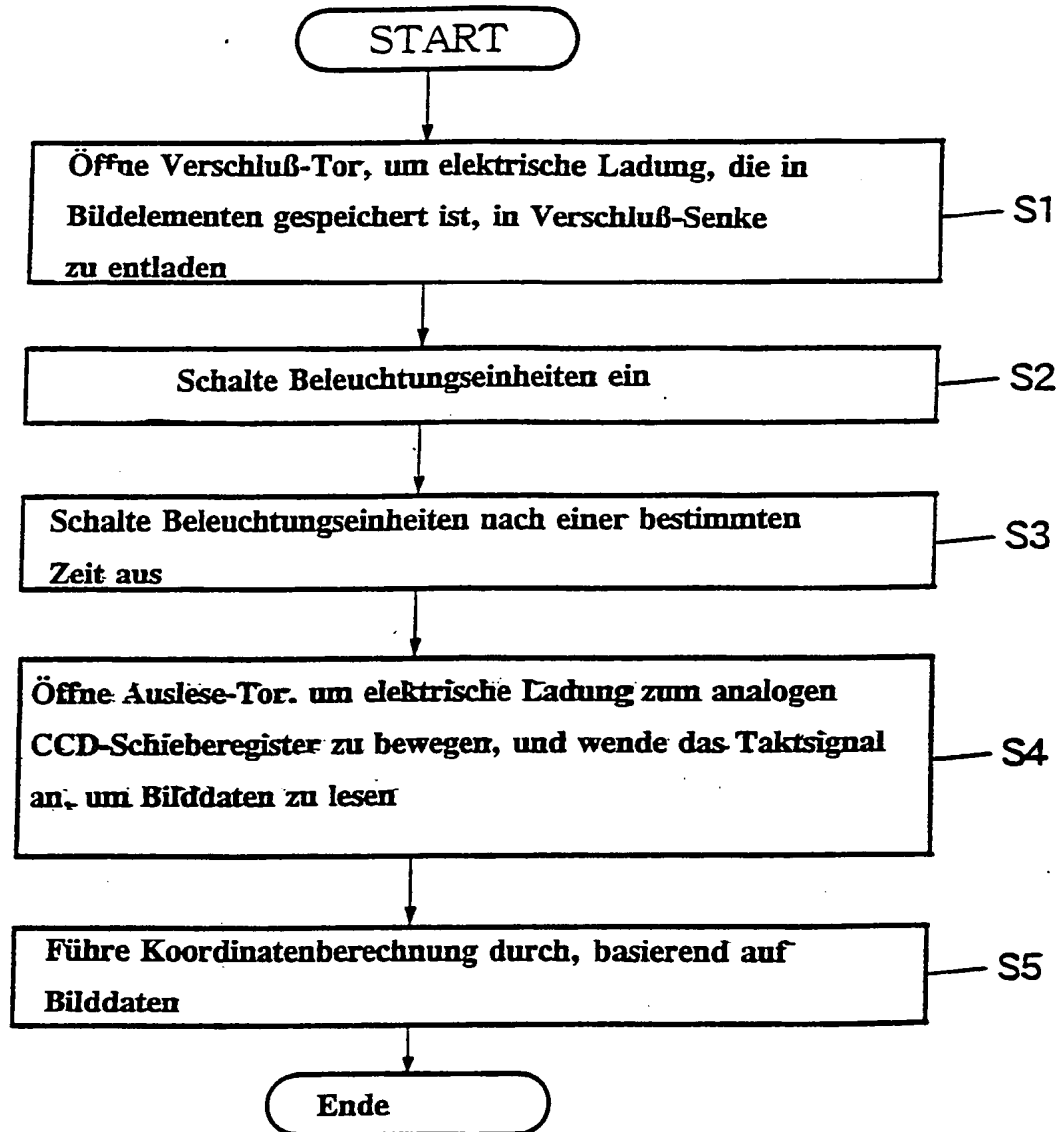 START
Öffne Verschluß-Tor, um elektrische Ladung, die in
Bildelementen gespeichert ist, in Verschluß-Senke
zu entladen
S1
Schalte Beleuchtungseinheiten ein
S2
Schalte Beleuchtungseinheiten nach einer bestimmten
Zeit aus
S3
Öffne Auslese-Tor. um elektrische Ladung zum analogen
CCD-Schieberegister zu bewegen, und wende das Taktsignal
an, um Bilddaten zu lesen
S4
Führe Koordinatenberechnung durch, basierend auf
Bilddaten
S5
Ende